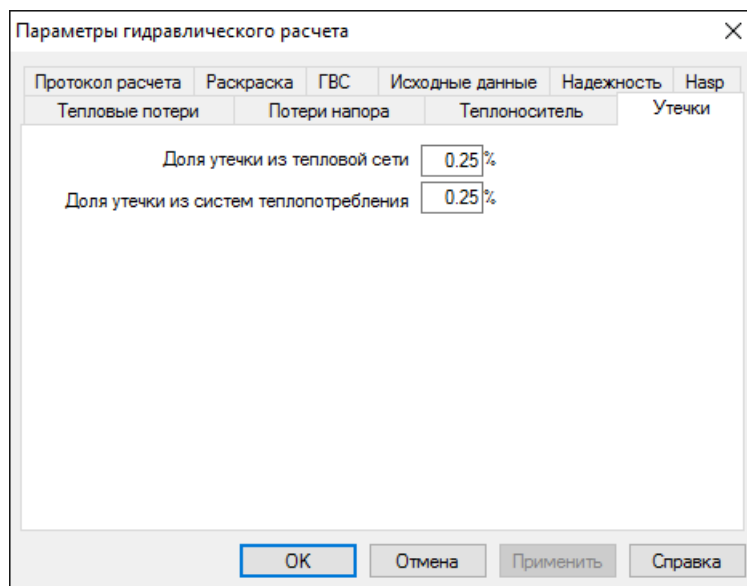 Параметры гидравлического расчета
Протокол расчета Раскраска ГВС Исходные данные Надежность Hasp
Тепловые потери Потери напора Теплоноситель Утечки
Доля утечки из тепловой сети 0.25 %
Доля утечки из систем теплопотребления 0.25 %
OK Отмена Применить Справка